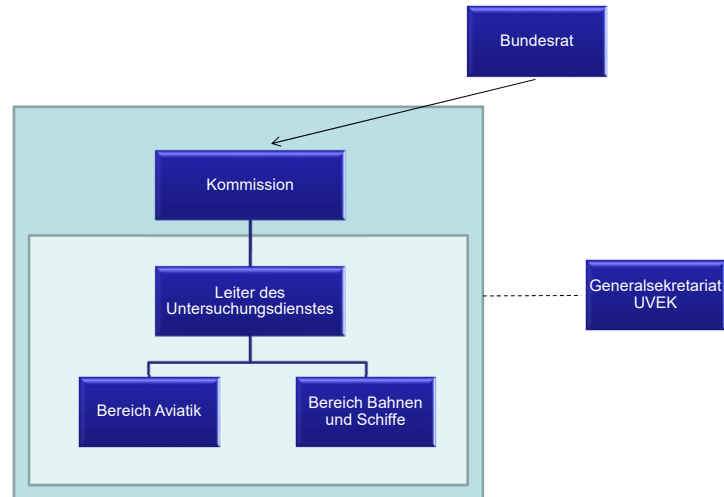 Bundesrat
Kommission
Leiter des
Untersuchungsdienstes
Generalsekretariat
UVEK
Bereich Aviatik
Bereich Bahnen
und Schiffe